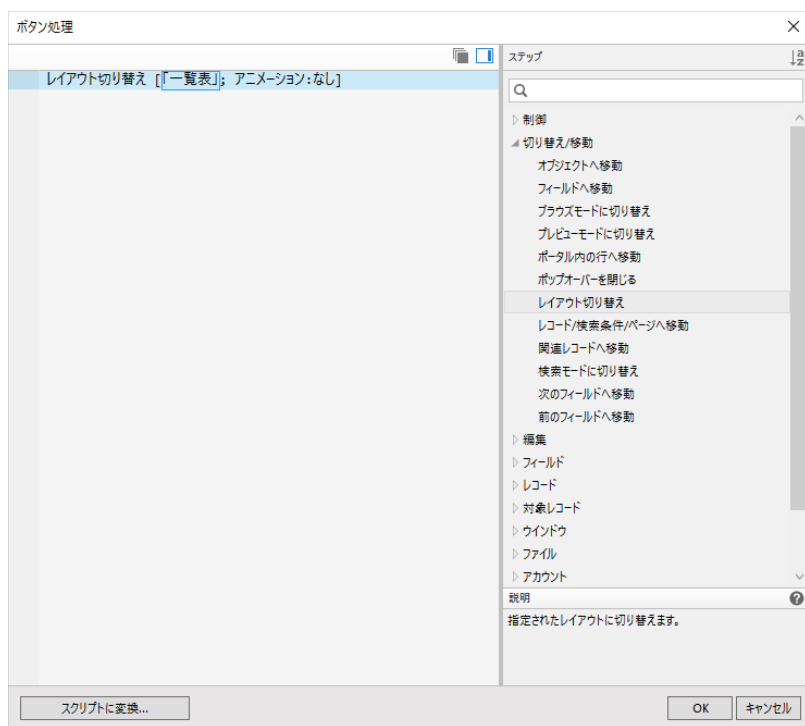 ボタン処理
ステップ
レイアウト切り替え [「一覧表」; アニメーション:なし]
制御
切り替え/移動
オブジェクトへ移動
フィールドへ移動
ブラウズモードに切り替え
プレビューモードに切り替え
ポータル内の行へ移動
ポップオーバーを閉じる
レイアウト切り替え
レコード/検索条件/ページへ移動
関連レコードへ移動
検索モードに切り替え
次のフィールドへ移動
前のフィールドへ移動
編集
フィールド
レコード
対象レコード
ウインドウ
ファイル
アカウント
説明
指定されたレイアウトに切り替えます。
スクリプトに変換...
OK
キャンセル